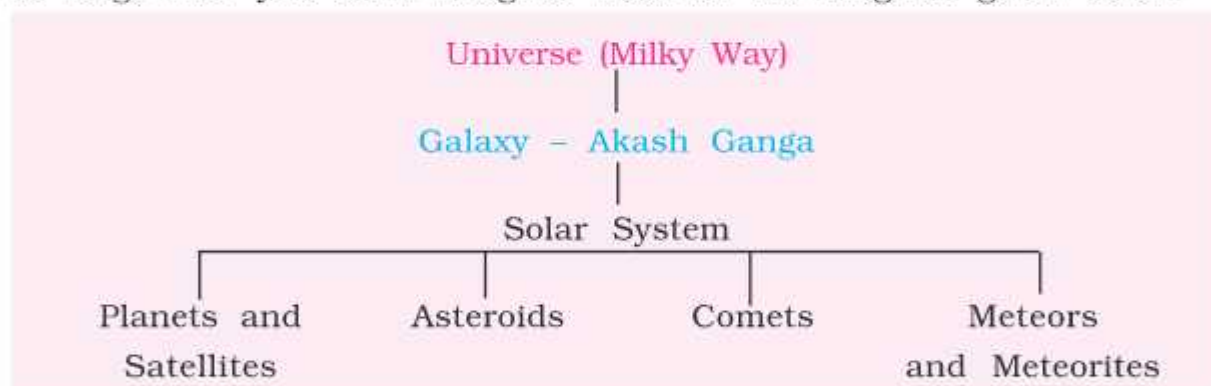 Universe (Milky Way)
Galaxy – Akash Ganga
Solar System
Planets and Asteroids Comets Meteors
Satellites and Meteorites